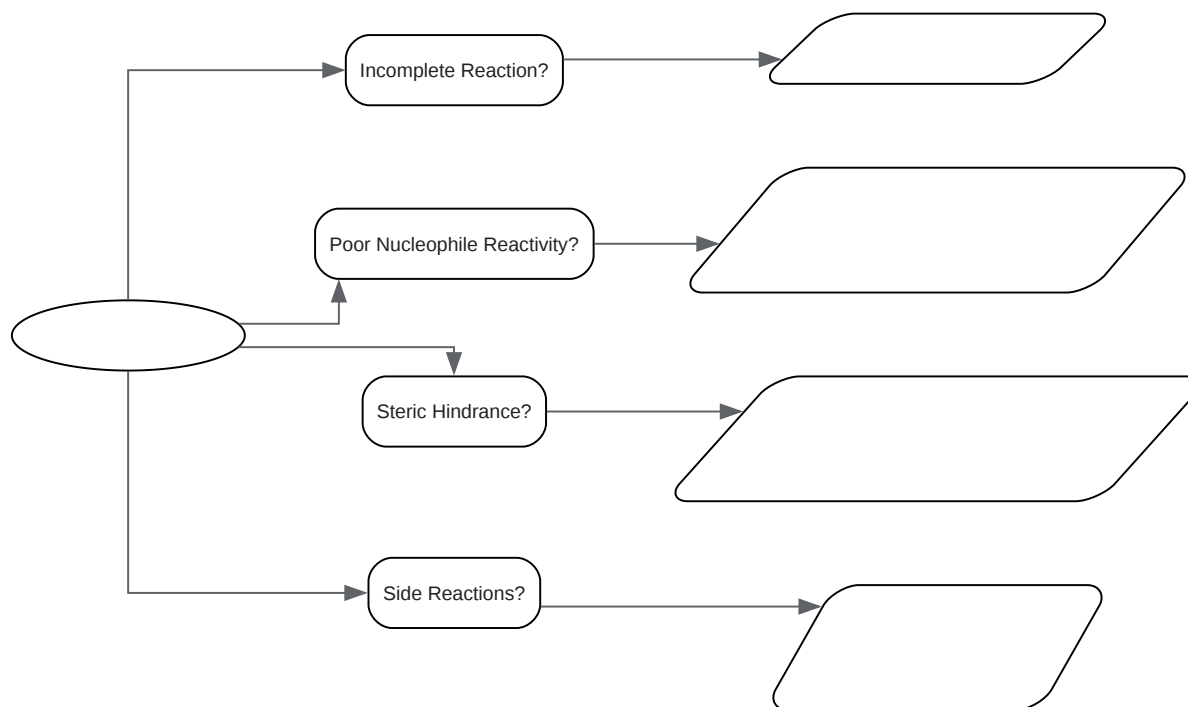 Incomplete Reaction?
Poor Nucleophile Reactivity?
Steric Hindrance?
Side Reactions?